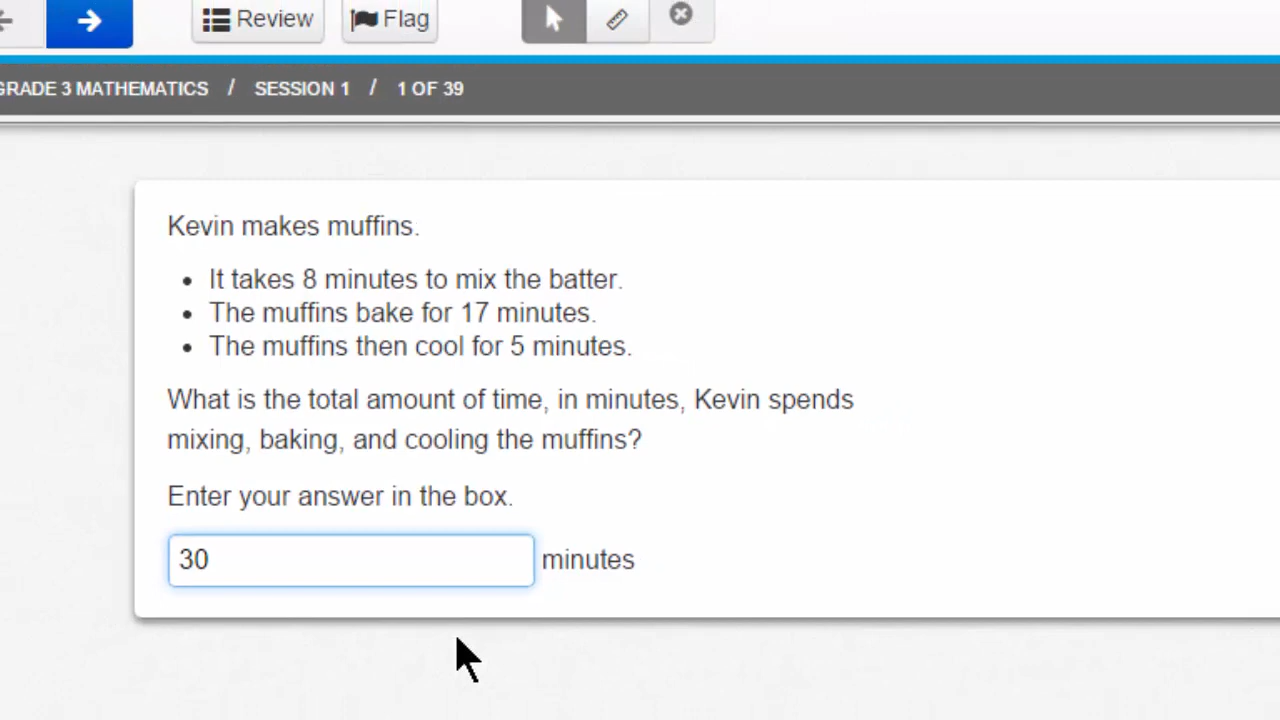 Review Flag
GRADE 3 MATHEMATICS / SESSION 1 / 1 OF 39
Kevin makes muffins.
• It takes 8 minutes to mix the batter.
• The muffins bake for 17 minutes.
• The muffins then cool for 5 minutes.
What is the total amount of time, in minutes, Kevin spends
mixing, baking, and cooling the muffins?
Enter your answer in the box.
30 minutes